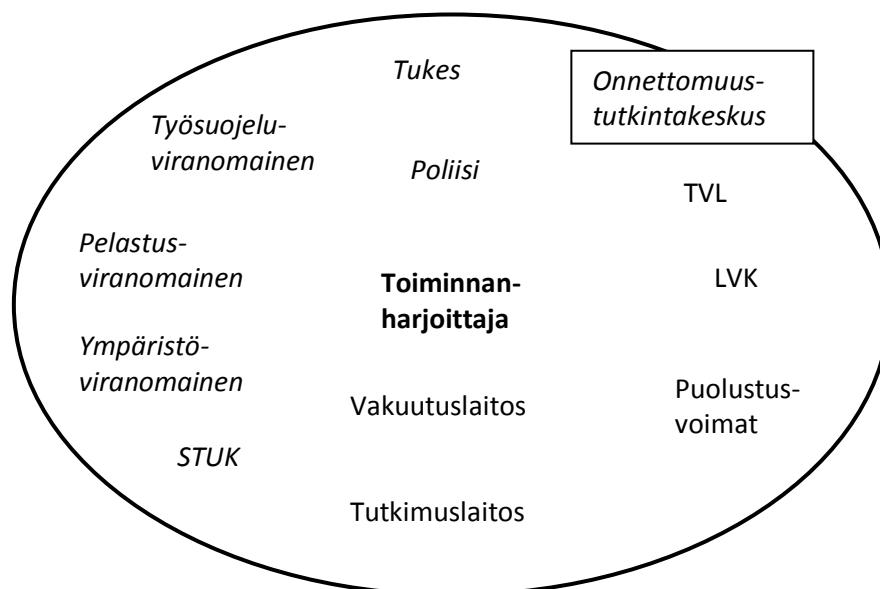 Tukes
Onnettomuus-
tutkintakeskus
Työsuojelu-
viranomainen
Poliisi
TVL
Pelastus-
viranomainen
Toiminnan-
harjoittaja
LVK
Ympäristö-
viranomainen
Vakuutuslaitos
Puolustus-
voimat
STUK
Tutkimuslaitos